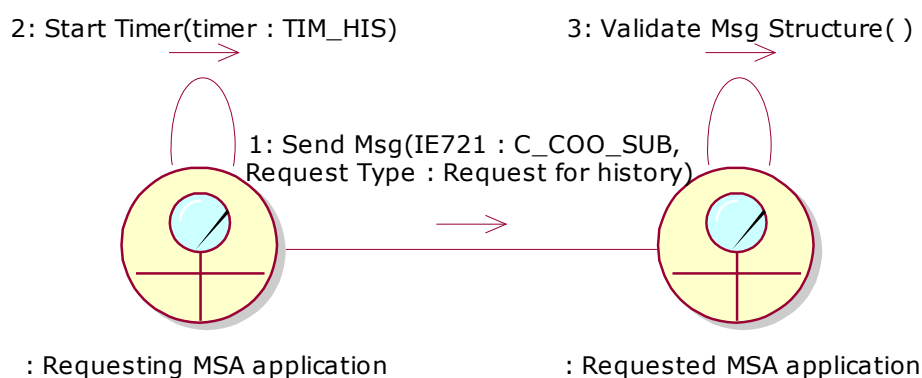 2: Start Timer(timer : TIM_HIS)
3: Validate Msg Structure( )
1: Send Msg(IE721 : C_COO_SUB,
Request Type : Request for history)
: Requesting MSA application
: Requested MSA application